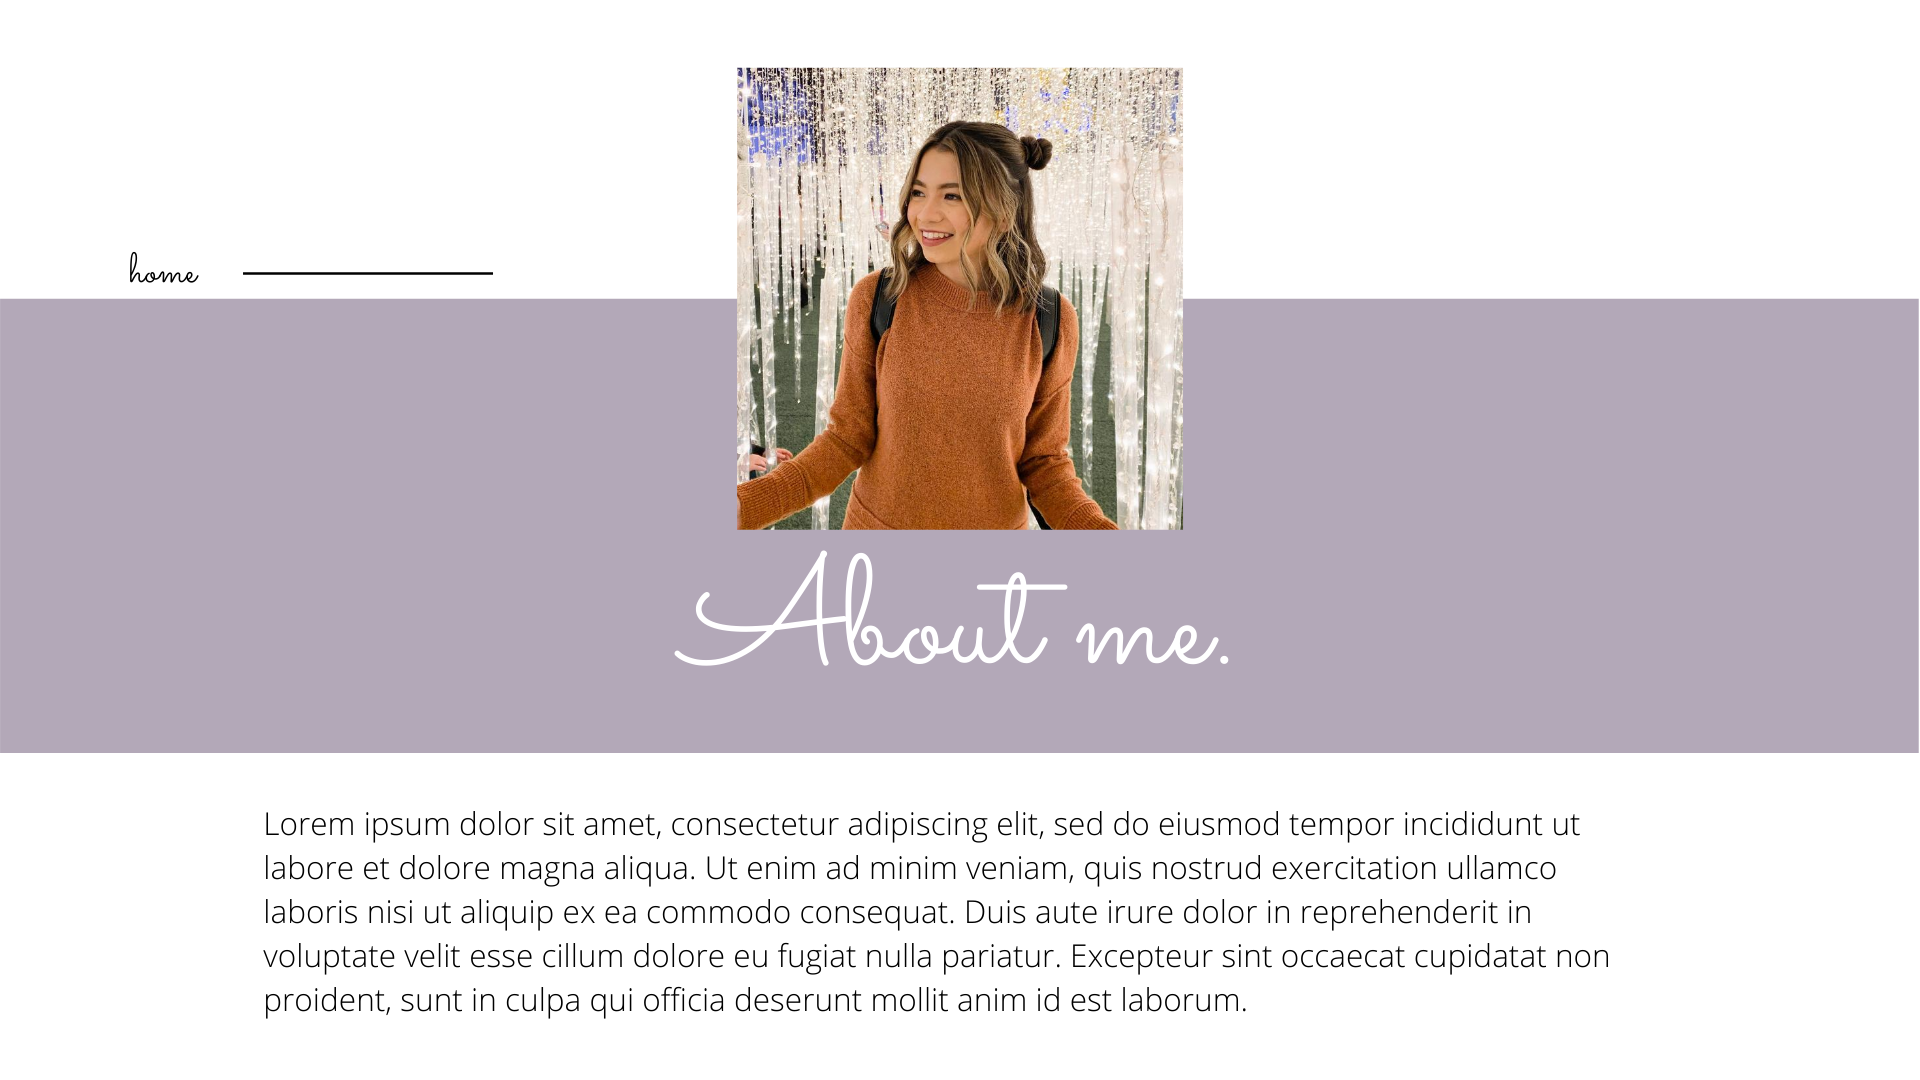 home
About me.
Lorem ipsum dolor sit amet, consectetur adipiscing elit, sed do eiusmod tempor incididunt ut
labore et dolore magna aliqua. Ut enim ad minim veniam, quis nostrud exercitation ullamco
laboris nisi ut aliquip ex ea commodo consequat. Duis aute irure dolor in reprehenderit in
voluptate velit esse cillum dolore eu fugiat nulla pariatur. Excepteur sint occaecat cupidatat non
proident, sunt in culpa qui officia deserunt mollit anim id est laborum.